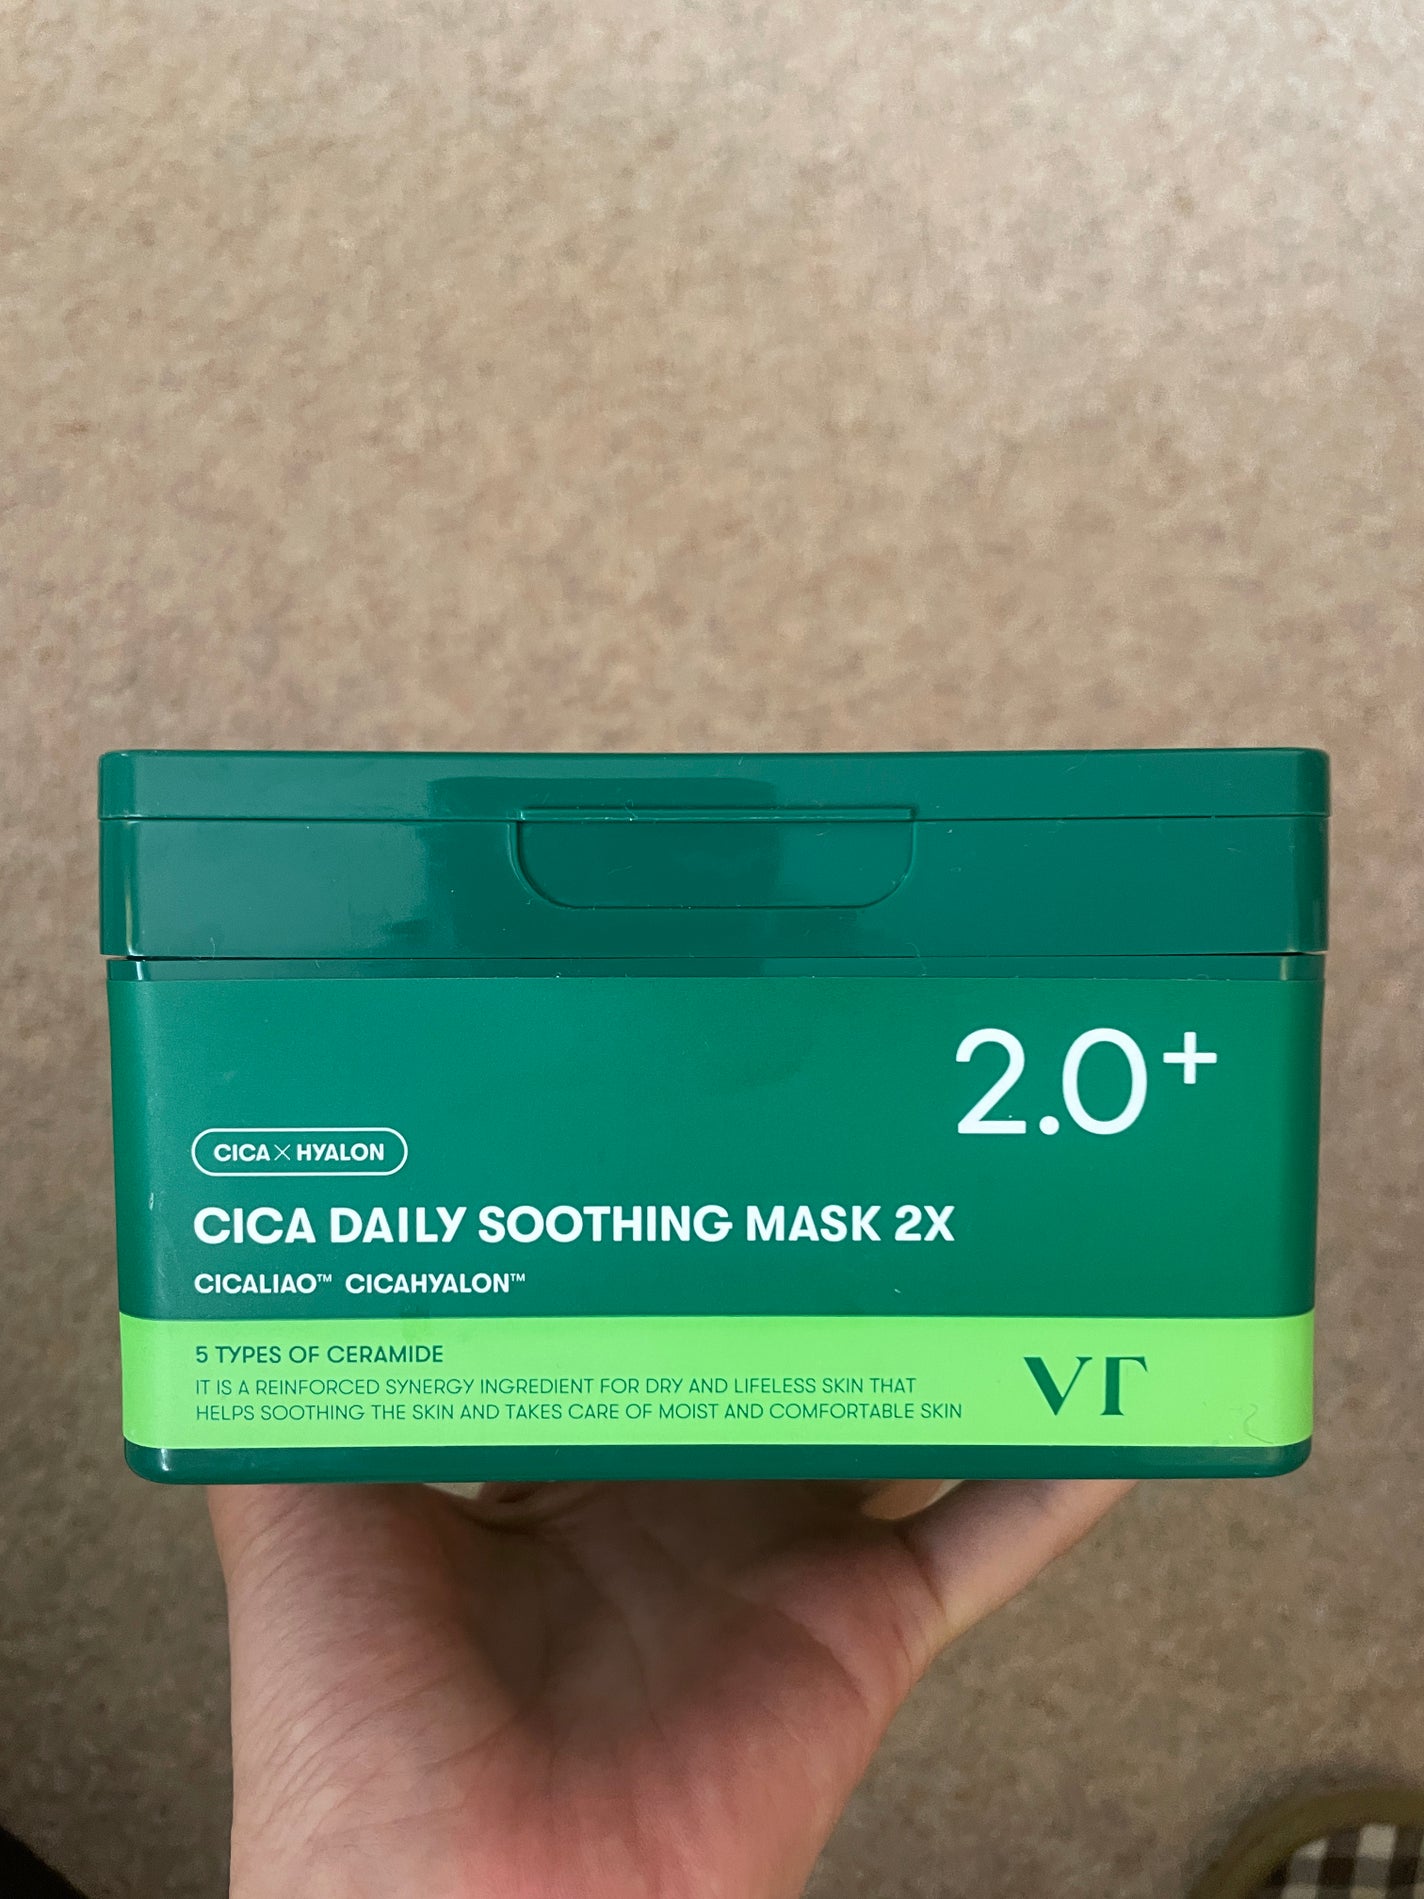 2.0+
CICA×HYALON
CICA DAILY SOOTHING MASK 2X
CICALIAO™ CICAHYALON™
5 TYPES OF CERAMIDE
IT IS A REINFORCED SYNERGY INGREDIENT FOR DRY AND LIFELESS SKIN THAT
HELPS SOOTHING THE SKIN AND TAKES CARE OF MOIST AND COMFORTABLE SKIN
VT